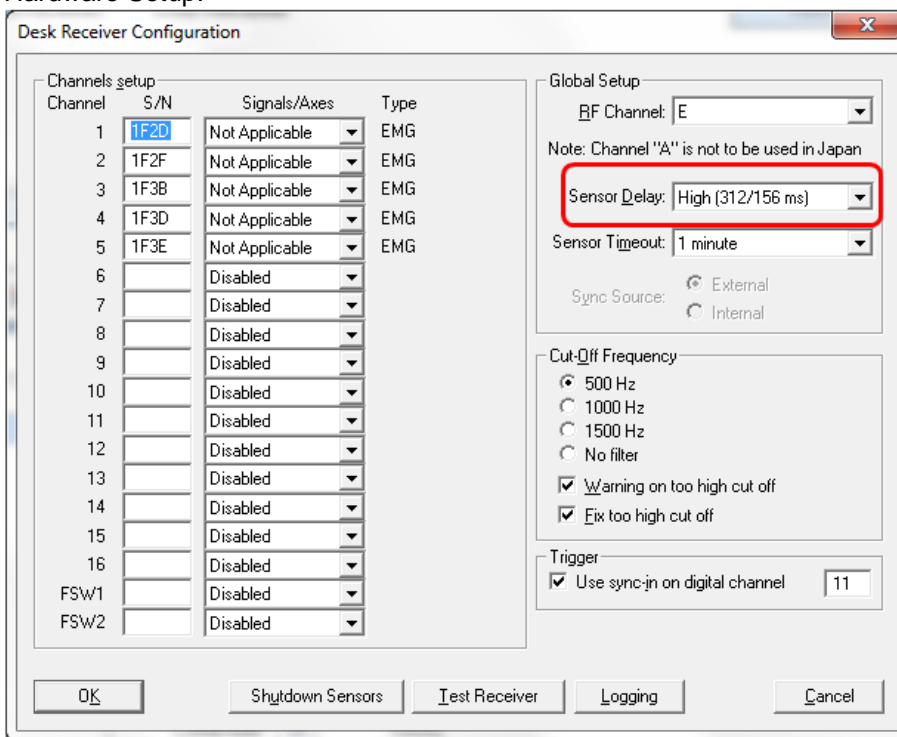 Hardware Setup:
Desk Receiver Configuration
Channels setup
Channel S/N Signals/Axes Type
1 1F2D Not Applicable EMG
2 1F2F Not Applicable EMG
3 1F3B Not Applicable EMG
4 1F3D Not Applicable EMG
5 1F3E Not Applicable EMG
6 Disabled
7 Disabled
8 Disabled
9 Disabled
10 Disabled
11 Disabled
12 Disabled
13 Disabled
14 Disabled
15 Disabled
16 Disabled
FSW1 Disabled
FSW2 Disabled
Global Setup
RF Channel: E
Note: Channel "A" is not to be used in Japan
Sensor Delay: High (312/156 ms)
Sensor Timeout: 1 minute
Sync Source: External
Internal
Cut-Off Frequency
500 Hz
1000 Hz
1500 Hz
No filter
Warning on too high cut off
Fix too high cut off
Trigger
Use sync-in on digital channel 11
OK Shutdown Sensors Test Receiver Logging Cancel